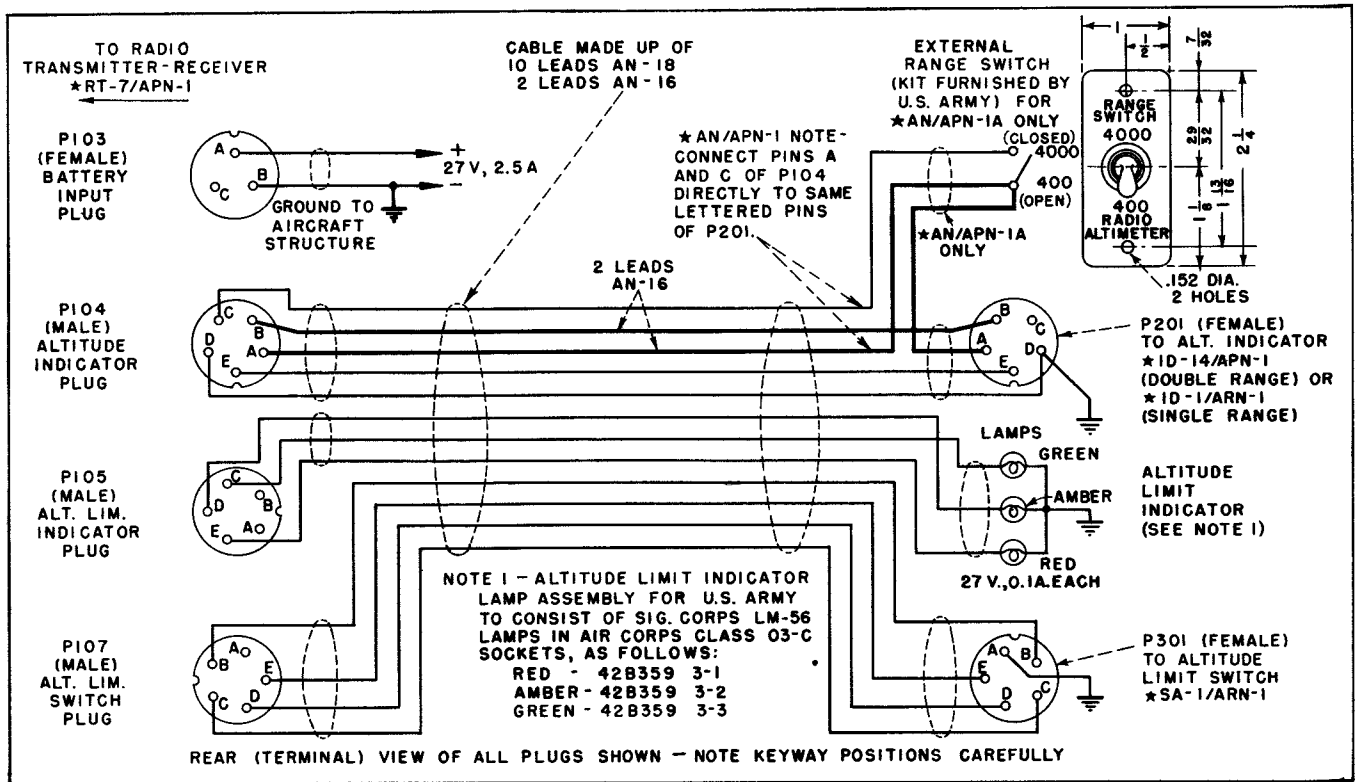 TO RADIO
TRANSMITTER-RECEIVER
★RT-7/APN-1
CABLE MADE UP OF
10 LEADS AN-18
2 LEADS AN-16
EXTERNAL
RANGE SWITCH
(KIT FURNISHED BY
U.S. ARMY) FOR
★AN/APN-1A ONLY
(CLOSED)
4000
400
(OPEN)
★AN/APN-1A
ONLY
1
1/2
7/32
29/32
2 1/4
1 13/16
1 1/8
RANGE
SWITCH
4000
400
RADIO
ALTIMETER
.152 DIA.
2 HOLES
P103
(FEMALE)
BATTERY
INPUT
PLUG
A
B
C
+
27V, 2.5A
-
GROUND TO
AIRCRAFT
STRUCTURE
★AN/APN-1 NOTE-
CONNECT PINS A
AND C OF P104
DIRECTLY TO SAME
LETTERED PINS
OF P201.
2 LEADS
AN-16
P104
(MALE)
ALTITUDE
INDICATOR
PLUG
C
B
D
A
E
B
C
A
D
E
P201 (FEMALE)
TO ALT. INDICATOR
★ID-14/APN-1
(DOUBLE RANGE) OR
★ID-1/ARN-1
(SINGLE RANGE)
P105
(MALE)
ALT. LIM.
INDICATOR
PLUG
C
B
D
A
E
LAMPS
GREEN
AMBER
RED
27 V.,0.1A.EACH
ALTITUDE
LIMIT
INDICATOR
(SEE NOTE 1)
NOTE 1 - ALTITUDE LIMIT INDICATOR
LAMP ASSEMBLY FOR U.S. ARMY
TO CONSIST OF SIG. CORPS LM-56
LAMPS IN AIR CORPS CLASS 03-C
SOCKETS, AS FOLLOWS:
RED - 42B359 3-1
AMBER - 42B359 3-2
GREEN - 42B359 3-3
P107
(MALE)
ALT. LIM.
SWITCH
PLUG
A
B
E
C
D
A
B
E
D
C
P301 (FEMALE)
TO ALTITUDE
LIMIT SWITCH
★SA-1/ARN-1
REAR (TERMINAL) VIEW OF ALL PLUGS SHOWN - NOTE KEYWAY POSITIONS CAREFULLY